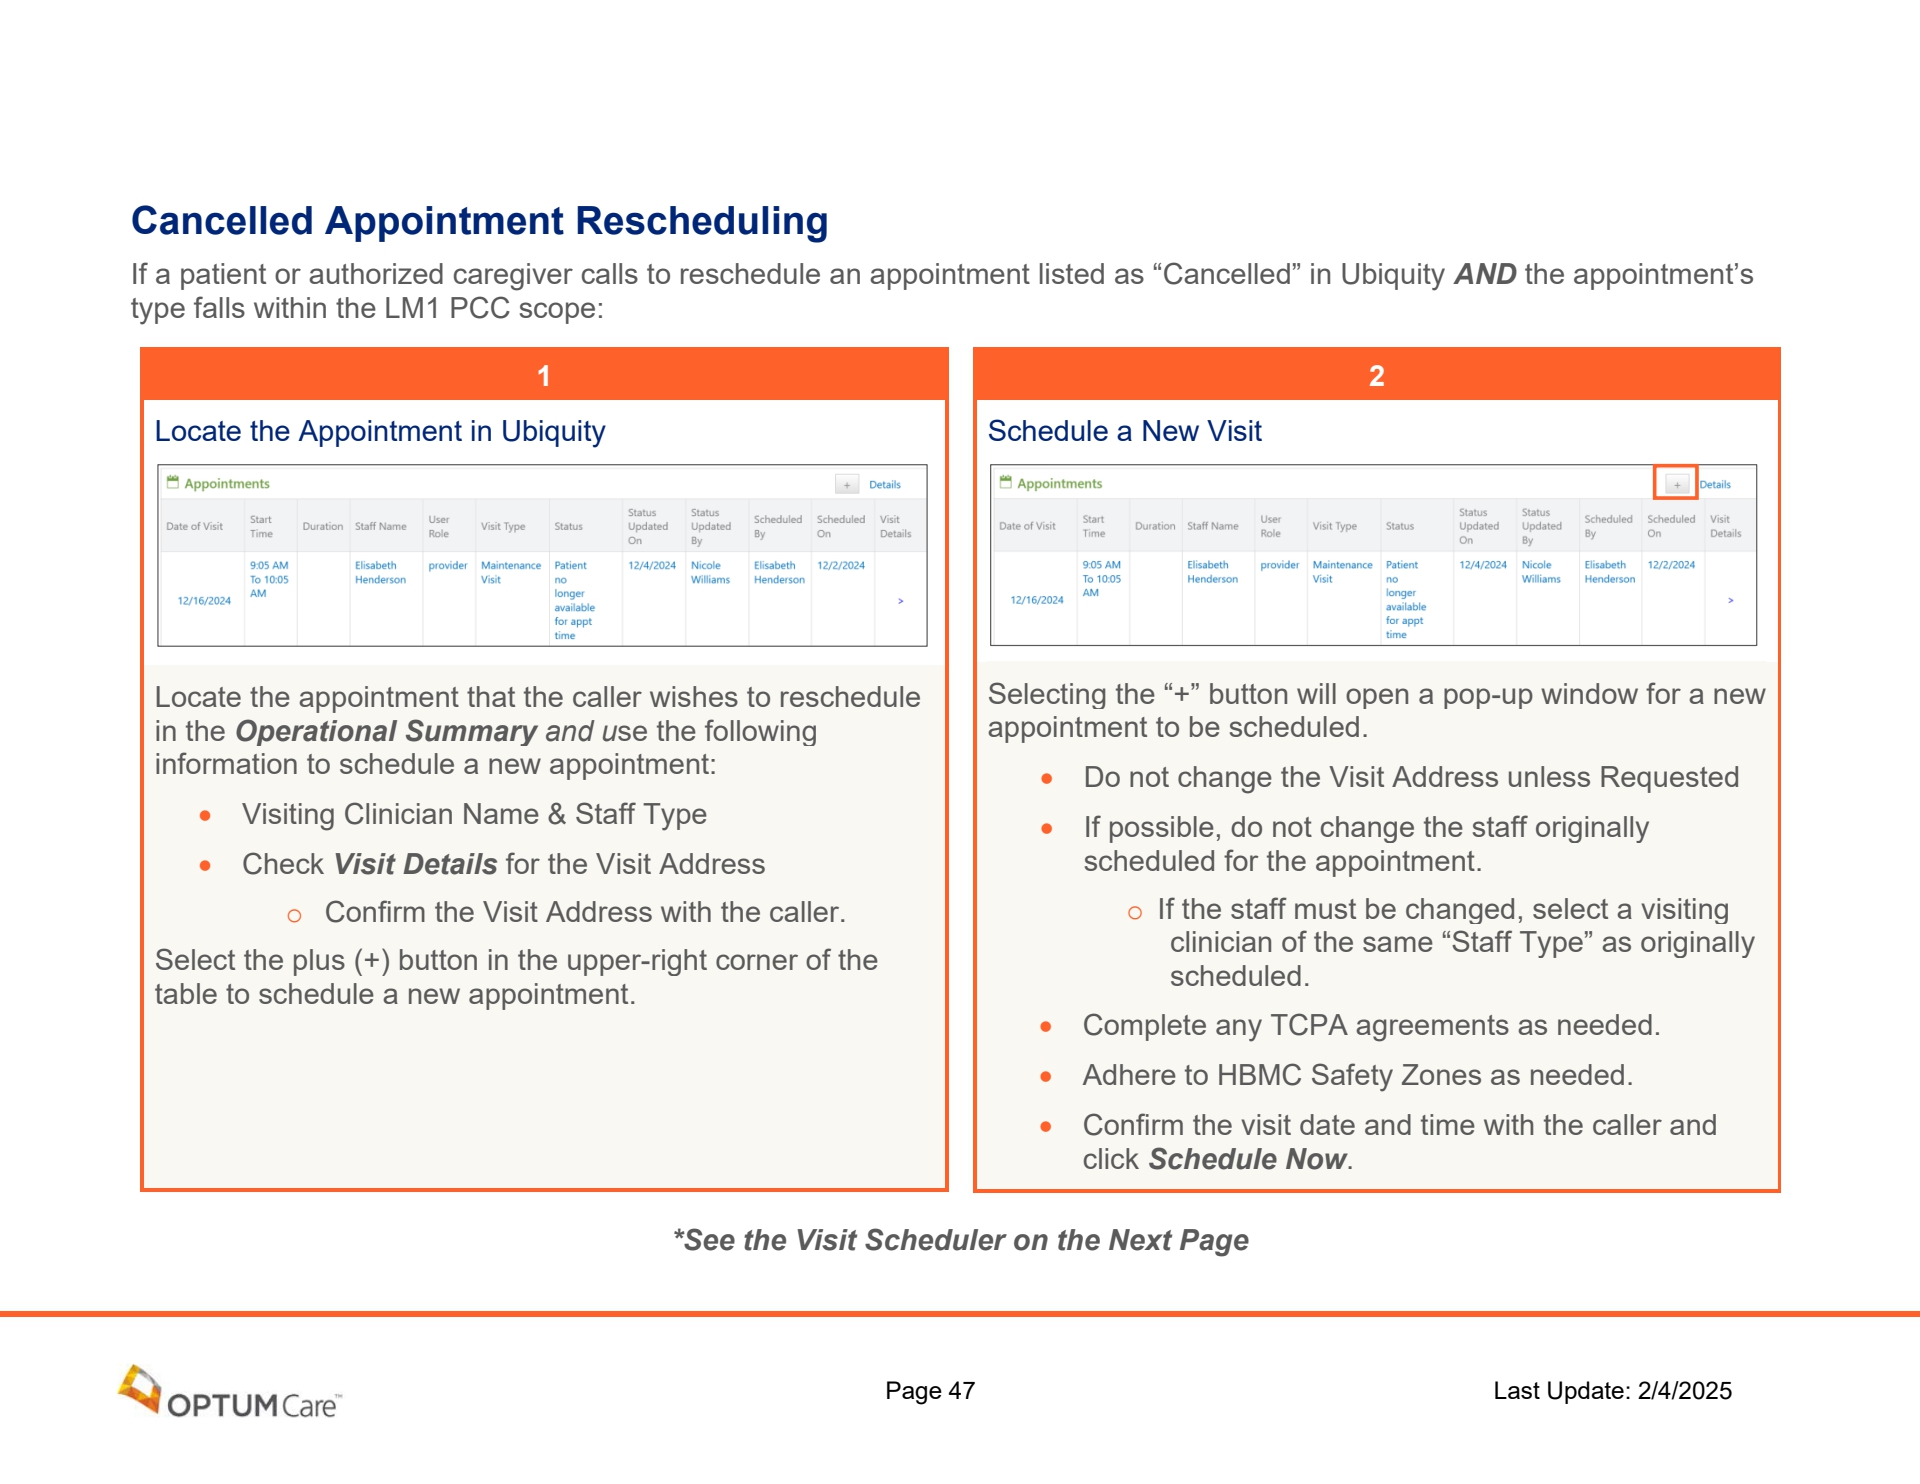 Cancelled Appointment Rescheduling
If a patient or authorized caregiver calls to reschedule an appointment listed as “Cancelled” in Ubiquity AND the appointment’s
type falls within the LM1 PCC scope:
1
Locate the Appointment in Ubiquity
Appointments + Details
Date of Visit Start Time Duration Staff Name User Role Visit Type Status Status Updated On Status Updated By Scheduled By Scheduled On Visit Details
12/16/2024 9:05 AM To 10:05 AM Elisabeth Henderson provider Maintenance Visit Patient no longer available for appt time 12/4/2024 Nicole Williams Elisabeth Henderson 12/2/2024 >
Locate the appointment that the caller wishes to reschedule
in the Operational Summary and use the following
information to schedule a new appointment:
• Visiting Clinician Name & Staff Type
• Check Visit Details for the Visit Address
o Confirm the Visit Address with the caller.
Select the plus (+) button in the upper-right corner of the
table to schedule a new appointment.
2
Schedule a New Visit
Appointments + Details
Date of Visit Start Time Duration Staff Name User Role Visit Type Status Status Updated On Status Updated By Scheduled By Scheduled On Visit Details
12/16/2024 9:05 AM To 10:05 AM Elisabeth Henderson provider Maintenance Visit Patient no longer available for appt time 12/4/2024 Nicole Williams Elisabeth Henderson 12/2/2024 >
Selecting the “+” button will open a pop-up window for a new
appointment to be scheduled.
• Do not change the Visit Address unless Requested
• If possible, do not change the staff originally
scheduled for the appointment.
o If the staff must be changed, select a visiting
clinician of the same “Staff Type” as originally
scheduled.
• Complete any TCPA agreements as needed.
• Adhere to HBMC Safety Zones as needed.
• Confirm the visit date and time with the caller and
click Schedule Now.
*See the Visit Scheduler on the Next Page
OPTUM Care™
Page 47
Last Update: 2/4/2025